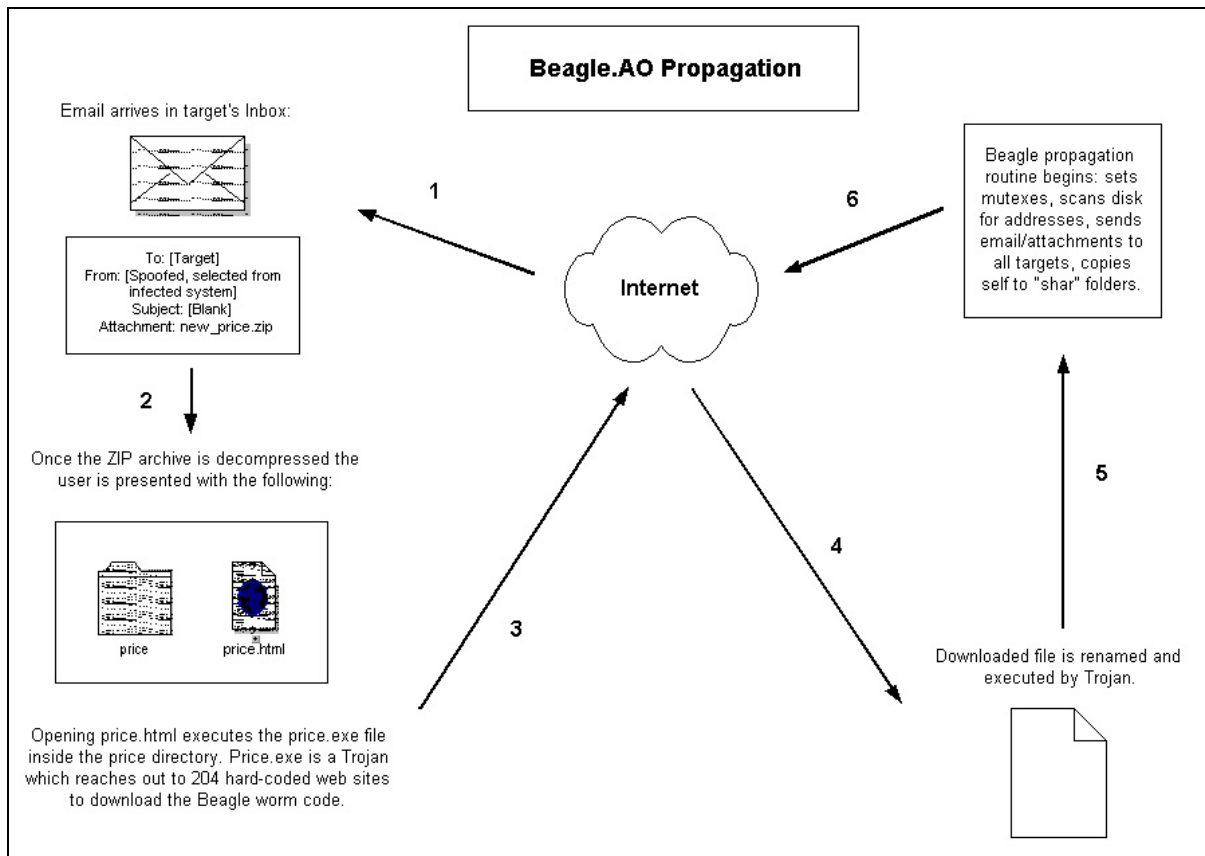 Beagle.AO Propagation
Email arrives in target's Inbox:
1
To: [Target]
From: [Spoofed, selected from
infected system]
Subject: [Blank]
Attachment: new_price.zip
2
Once the ZIP archive is decompressed the
user is presented with the following:
price
price.html
Opening price.html executes the price.exe file
inside the price directory. Price.exe is a Trojan
which reaches out to 204 hard-coded web sites
to download the Beagle worm code.
3
Internet
4
Downloaded file is renamed and
executed by Trojan.
5
Beagle propagation
routine begins: sets
mutexes, scans disk
for addresses, sends
email/attachments to
all targets, copies
self to "shar" folders.
6